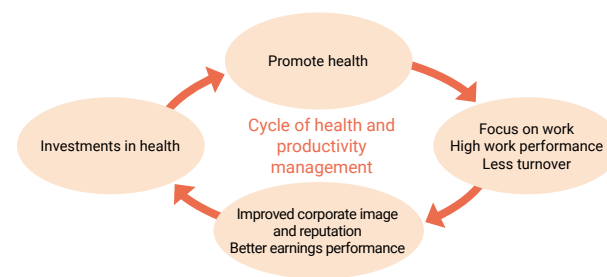 Promote health
Investments in health
Cycle of health and
productivity
management
Focus on work
High work performance
Less turnover
Improved corporate image
and reputation
Better earnings performance